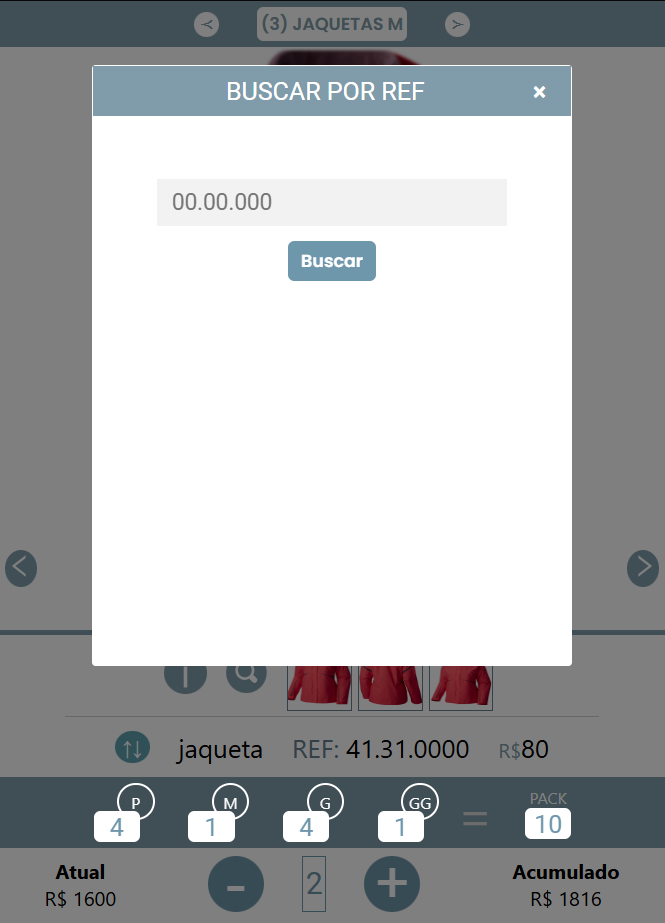 (3) JAQUETAS M
BUSCAR POR REF ×
00.00.000
Buscar
jaqueta REF: 41.31.0000 R$80
P M G GG PACK
4 1 4 1 = 10
Atual - 2 + Acumulado
R$ 1600 R$ 1816